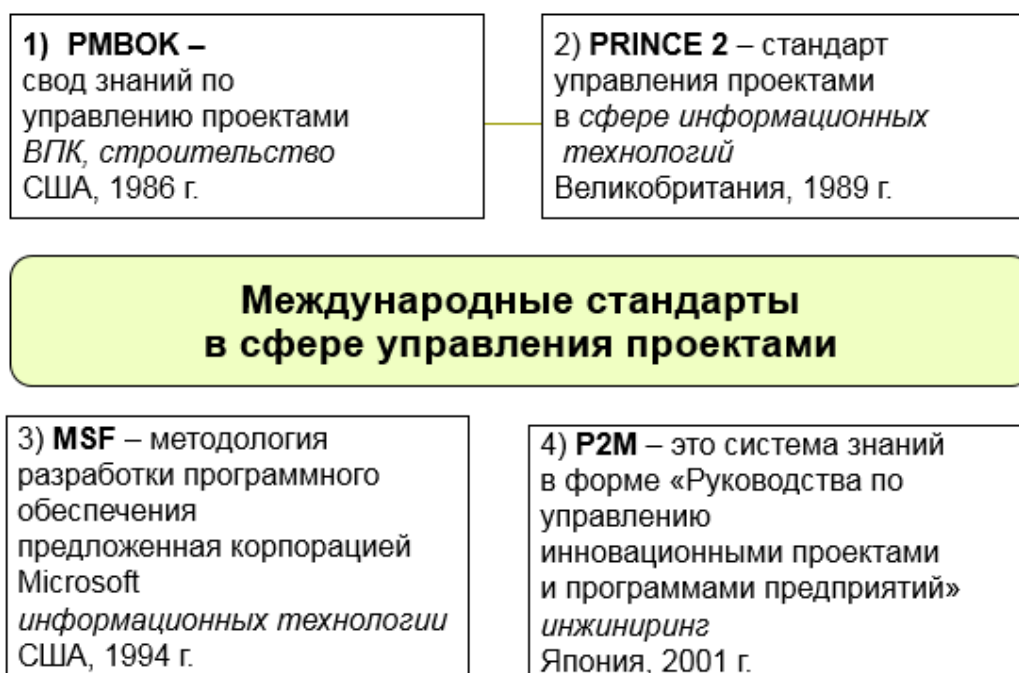 1) PMBOK –
свод знаний по
управлению проектами
ВПК, строительство
США, 1986 г.
2) PRINCE 2 – стандарт
управления проектами
в сфере информационных
технологий
Великобритания, 1989 г.
Международные стандарты
в сфере управления проектами
3) MSF – методология
разработки программного
обеспечения
предложенная корпорацией
Microsoft
информационных технологии
США, 1994 г.
4) P2M – это система знаний
в форме «Руководства по
управлению
инновационными проектами
и программами предприятий»
инжиниринг
Япония, 2001 г.